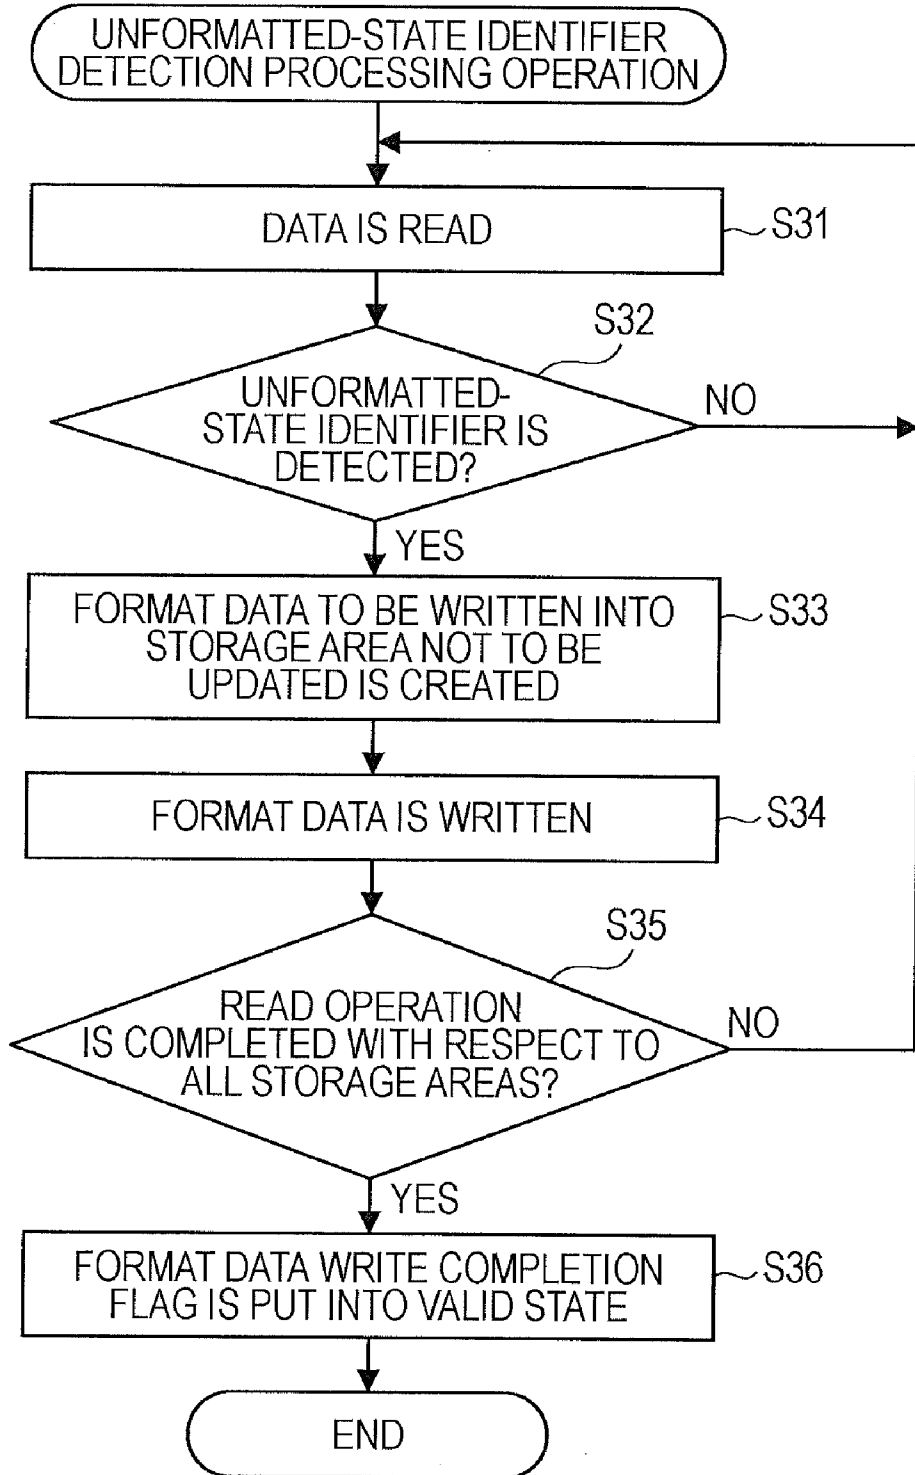 UNFORMATTED-STATE IDENTIFIER
DETECTION PROCESSING OPERATION
DATA IS READ
S31
S32
UNFORMATTED-
STATE IDENTIFIER IS
DETECTED?
NO
YES
FORMAT DATA TO BE WRITTEN INTO
STORAGE AREA NOT TO BE
UPDATED IS CREATED
S33
FORMAT DATA IS WRITTEN
S34
S35
READ OPERATION
IS COMPLETED WITH RESPECT TO
ALL STORAGE AREAS?
NO
YES
FORMAT DATA WRITE COMPLETION
FLAG IS PUT INTO VALID STATE
S36
END